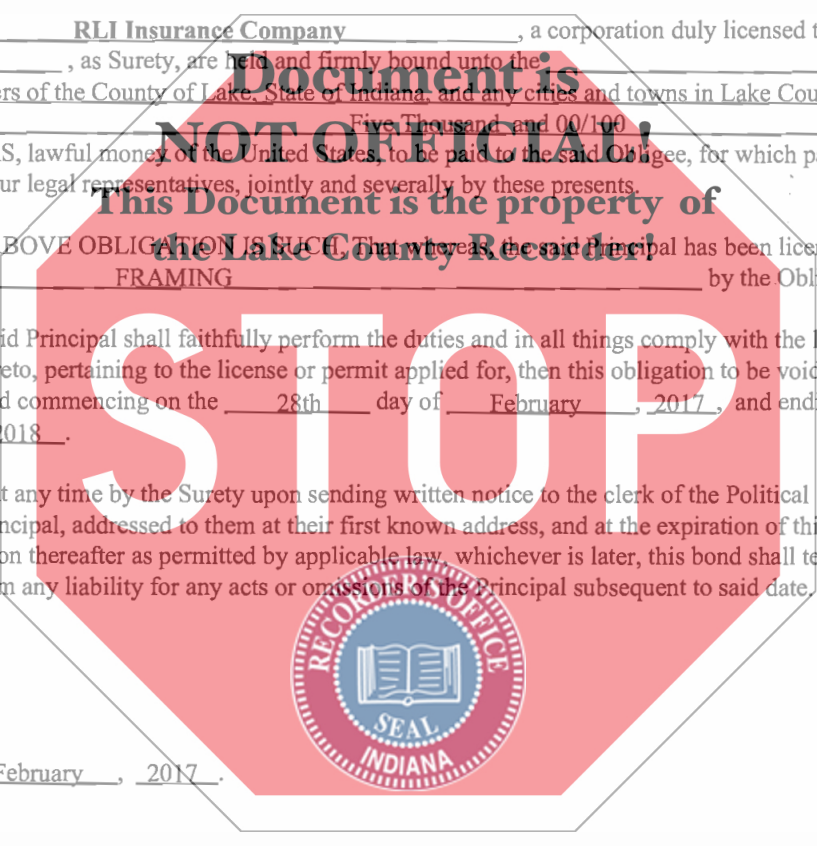 RLI Insurance Company, a corporation duly licensed t
, as Surety, are held and firmly bound unto the
ers of the County of Lake, State of Indiana, and any cities and towns in Lake Cou
Document is
Five Thousand and 00/100
NOT OFFICIAL!
S, lawful money of the United States, to be paid to the said Obligee, for which p
ur legal representatives, jointly and severally by these presents.
This Document is the property of
the Lake County Recorder!
BOVE OBLIGATION IS SUCH, That whereas, the said Principal has been licen
FRAMING by the Obli
id Principal shall faithfully perform the duties and in all things comply with the l
eto, pertaining to the license or permit applied for, then this obligation to be void
d commencing on the 28th day of February, 2017, and endi
2018.
STOP
t any time by the Surety upon sending written notice to the clerk of the Political
ncipal, addressed to them at their first known address, and at the expiration of thi
on thereafter as permitted by applicable law, whichever is later, this bond shall te
m any liability for any acts or omissions of the Principal subsequent to said date.
RECORDER'S OFFICE
SEAL
INDIANA
February, 2017.